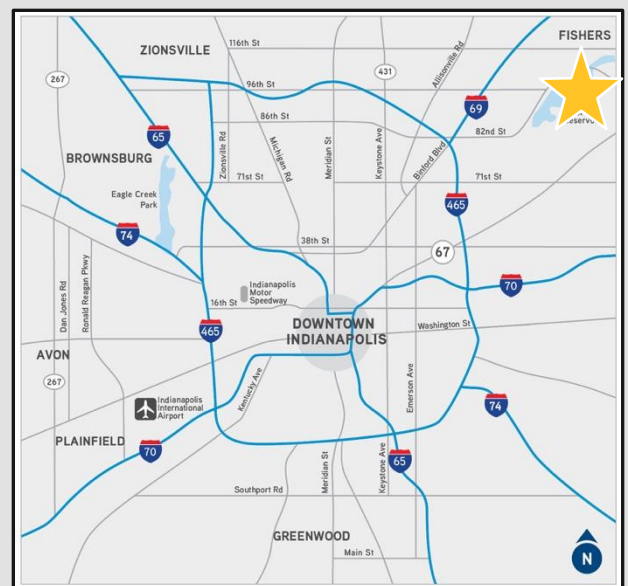 FISHERS
ZIONSVILLE
116th St
267
431
Allisonville Rd
96th St
69
86th St
82nd St
65
BROWNSBURG
Zionsville Rd
Michigan Rd
Meridian St
Keystone Ave
Binford Blvd
71st St
71st St
Eagle Creek
Park
465
74
38th St
67
70
Dan Jones Rd
Ronald Reagan Pkwy
Indianapolis
Motor
Speedway
16th St
465
DOWNTOWN
INDIANAPOLIS
Washington St
AVON
267
Kentucky Ave
Emerson Ave
Indianapolis
International
Airport
74
PLAINFIELD
70
65
Meridian St
Keystone Ave
Southport Rd
GREENWOOD
Main St
N